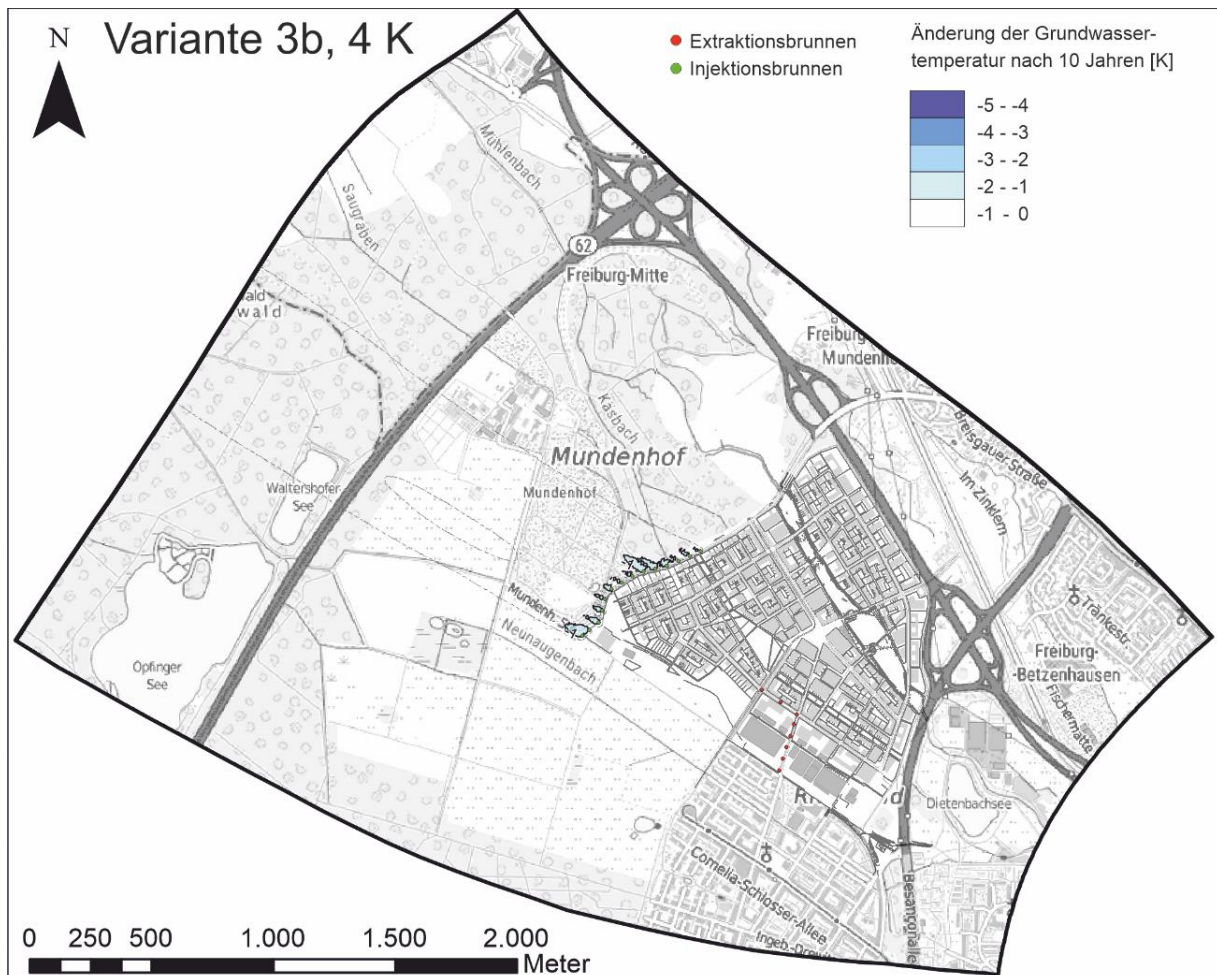 N
Variante 3b, 4 K
Extraktionsbrunnen
Injektionsbrunnen
Änderung der Grundwasser-
temperatur nach 10 Jahren [K]
-5 - -4
-4 - -3
-3 - -2
-2 - -1
-1 - 0
Mühlenbach
Saugraben
62
Freiburg-Mitte
wald
Freiburg
Breisgauer Straße
Im Zinklern
Kasbach
Mundenhof
Mundenhof
Waltershofer
See
Mundenh.
Neunaugenbach
Opfinger
See
Tränkestr.
Freiburg-
-Betzenhausen
Fischermatte
Dietenbachsee
Cornelia-Schlosser-Allee
Besançonallee
0 250 500 1.000 1.500 2.000
Meter